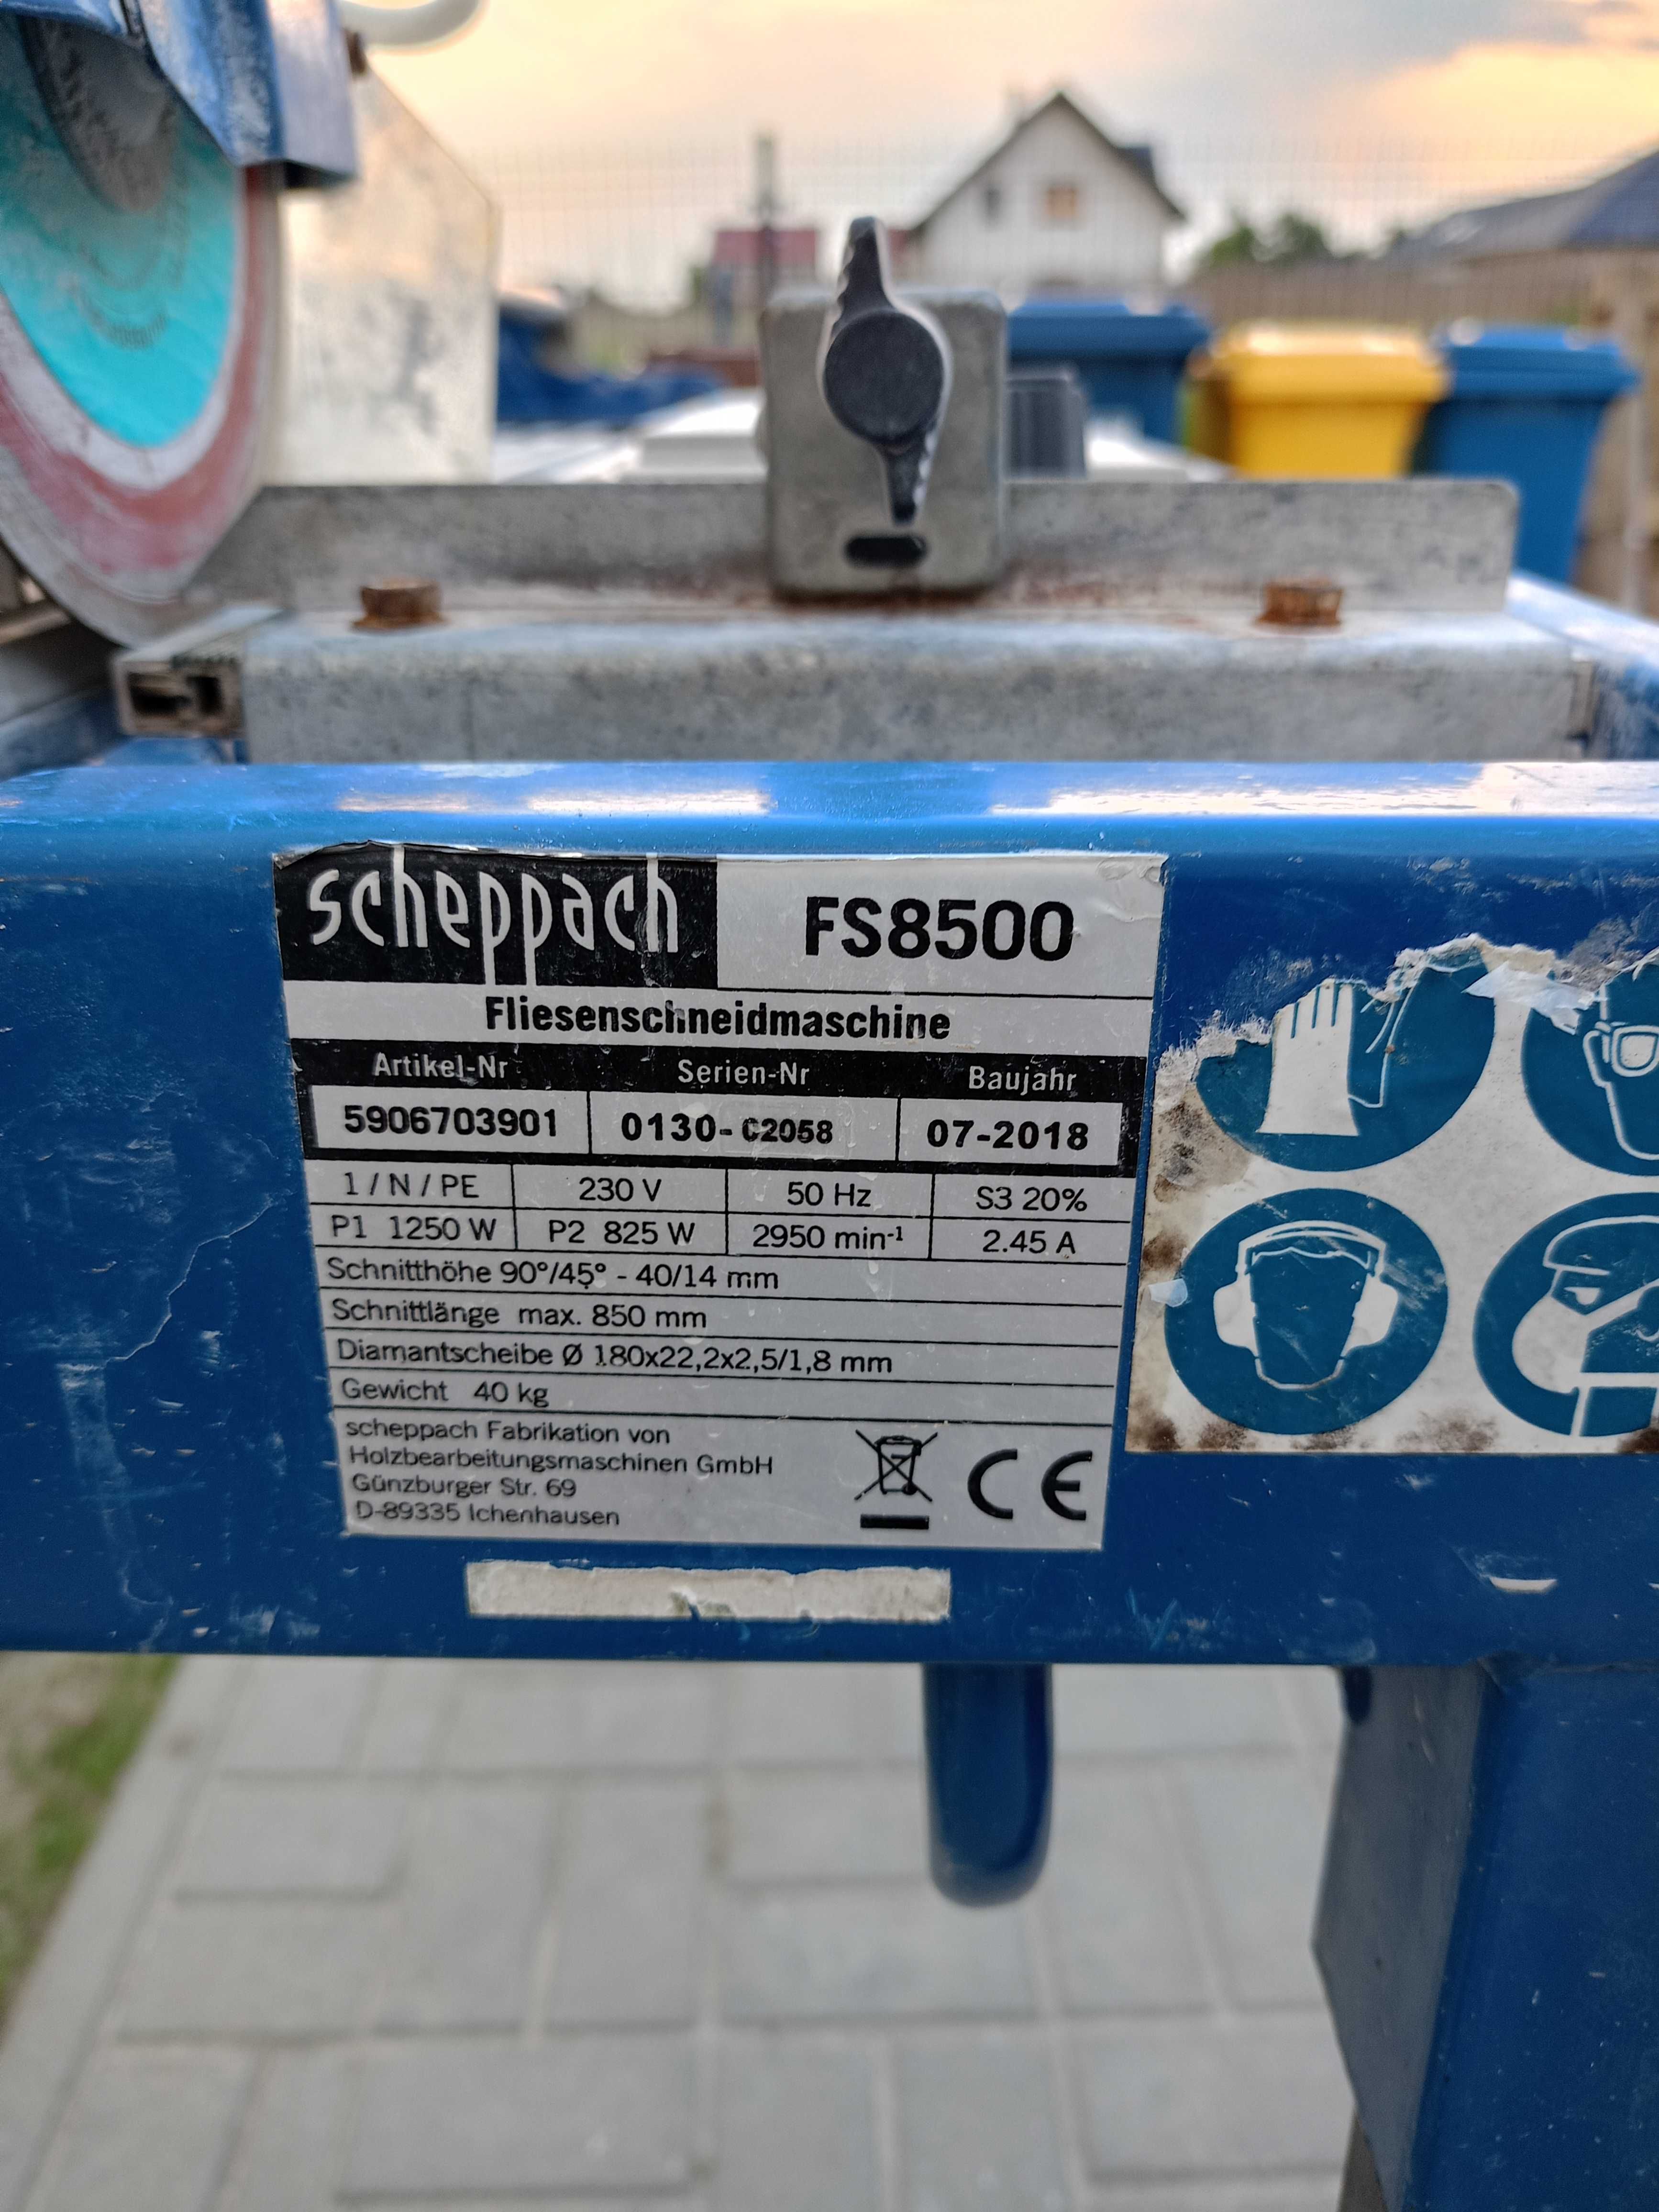 scheppach FS8500
Fliesenschneidmaschine
Artikel-Nr Serien-Nr Baujahr
5906703901 0130-C2058 07-2018
1/N/PE 230 V 50 Hz S3 20%
P1 1250 W P2 825 W 2950 min-¹ 2.45 A
Schnitthöhe 90°/45° - 40/14 mm
Schnittlänge max. 850 mm
Diamantscheibe Ø 180x22,2x2,5/1,8 mm
Gewicht 40 kg
scheppach Fabrikation von
Holzbearbeitungsmaschinen GmbH
Günzburger Str. 69
D-89335 Ichenhausen
CE